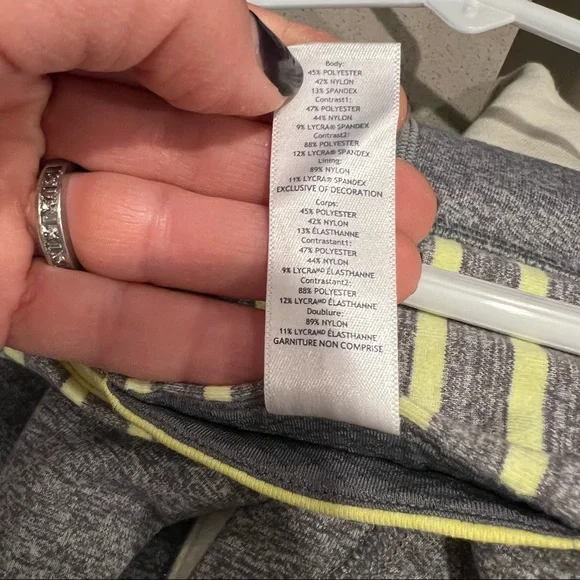 Body:
45% POLYESTER
42% NYLON
13% SPANDEX
Contrast1:
47% POLYESTER
44% NYLON
9% LYCRA® SPANDEX
Contrast2:
88% POLYESTER
12% LYCRA® SPANDEX
Lining:
89% NYLON
11% LYCRA® SPANDEX
EXCLUSIVE OF DECORATION
Corps:
45% POLYESTER
42% NYLON
13% ÉLASTHANNE
Contrastant1:
47% POLYESTER
44% NYLON
9% LYCRAMD ÉLASTHANNE
Contrastant2:
88% POLYESTER
12% LYCRAMD ÉLASTHANNE
Doublure:
89% NYLON
11% LYCRAMD ÉLASTHANNE
GARNITURE NON COMPRISE